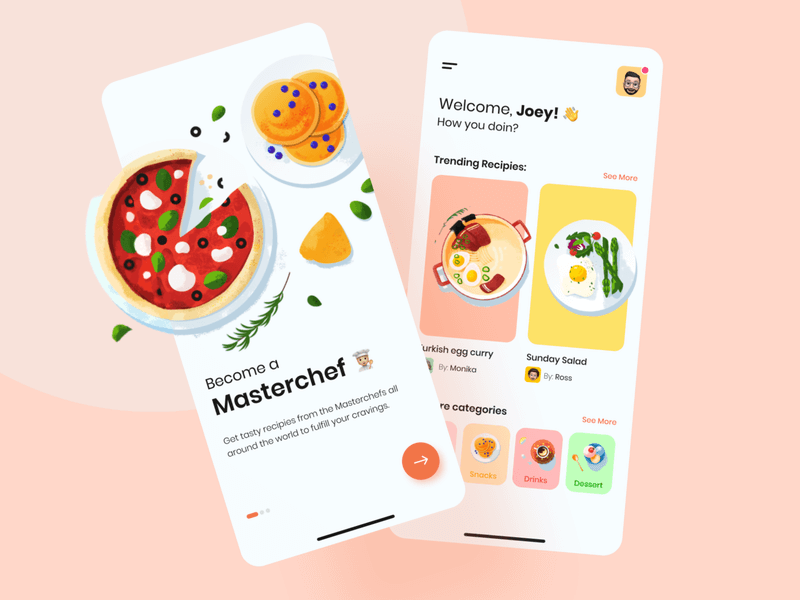 Become a
Masterchef
Get tasty recipies from the Masterchefs all
around the world to fulfill your cravings.
Welcome, Joey!
How you doin?
Trending Recipies:
See More
urkish egg curry
By: Monika
Sunday Salad
By: Ross
re categories
See More
Snacks
Drinks
Dessert